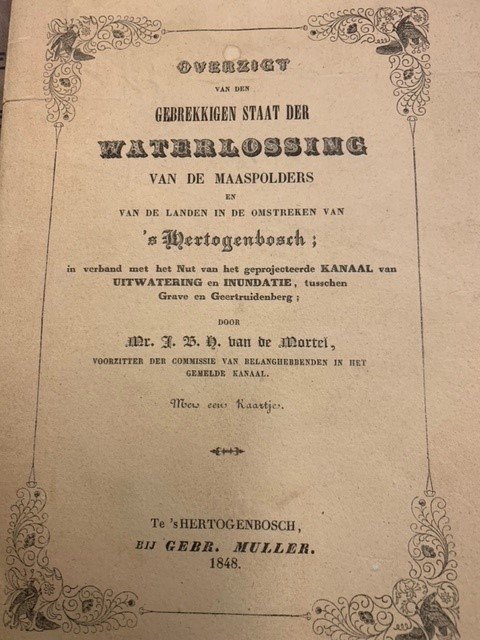 OVERZIGT
VAN DEN
GEBREKKIGEN STAAT DER
WATERLOSSING
VAN DE MAASPOLDERS
EN
VAN DE LANDEN IN DE OMSTREKEN VAN
's Hertogenbosch;
in verband met het Nut van het geprojecteerde KANAAL van
UITWATERING en INUNDATIE, tusschen
Grave en Geertruidenberg;
DOOR
Mr. J. B. H. van de Mortel,
VOORZITTER DER COMMISSIE VAN BELANGHEBBENDEN IN HET
GEMELDE KANAAL.
Met een Kaartje.
Te 'sHERTOGENBOSCH,
BIJ GEBR. MULLER.
1848.